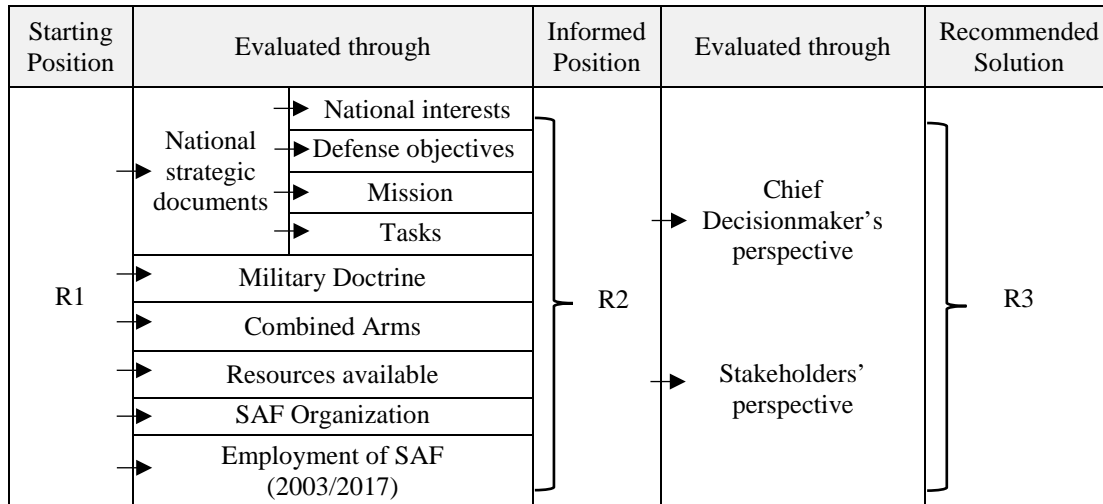 Starting
Position
Evaluated through
Informed
Position
Evaluated through
Recommended
Solution
R1
National
strategic
documents
National interests
Defense objectives
Mission
Tasks
Military Doctrine
Combined Arms
Resources available
SAF Organization
Employment of SAF
(2003/2017)
R2
Chief
Decisionmaker's
perspective
Stakeholders'
perspective
R3